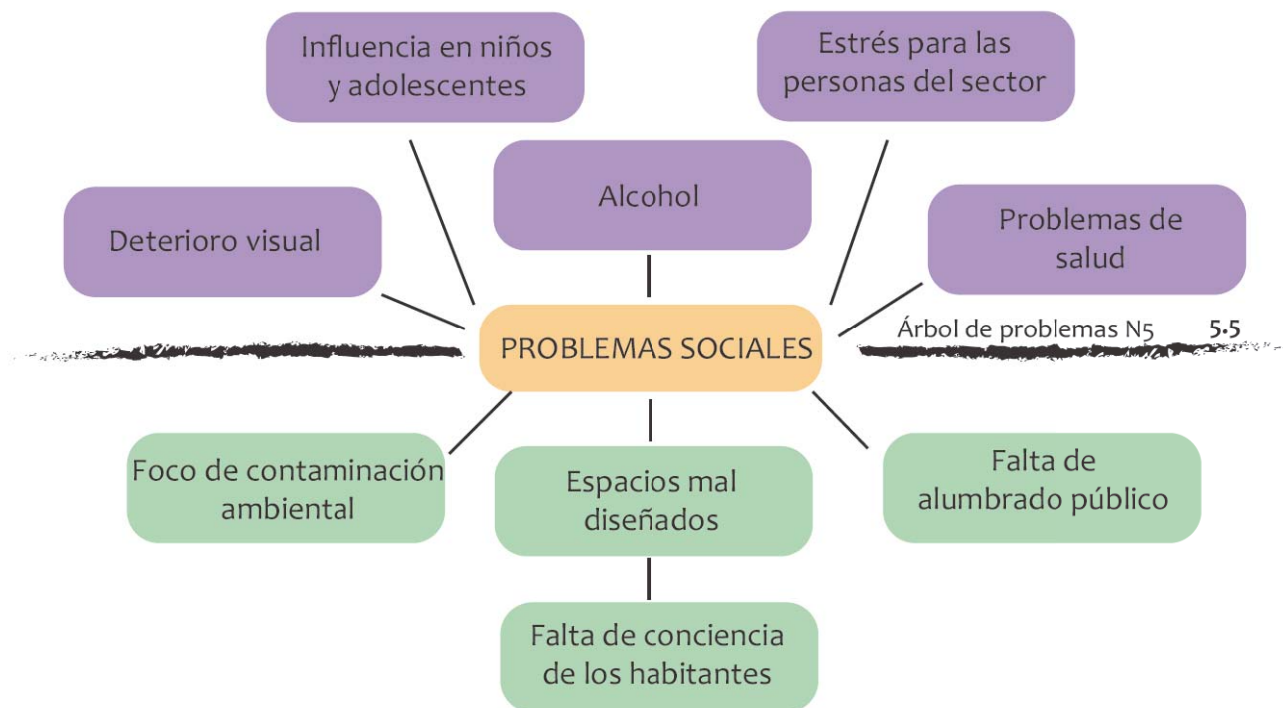 Influencia en niños
y adolescentes
Estrés para las
personas del sector
Alcohol
Deterioro visual
Problemas de
salud
Árbol de problemas N5 5.5
PROBLEMAS SOCIALES
Foco de contaminación
ambiental
Espacios mal
diseñados
Falta de
alumbrado público
Falta de conciencia
de los habitantes